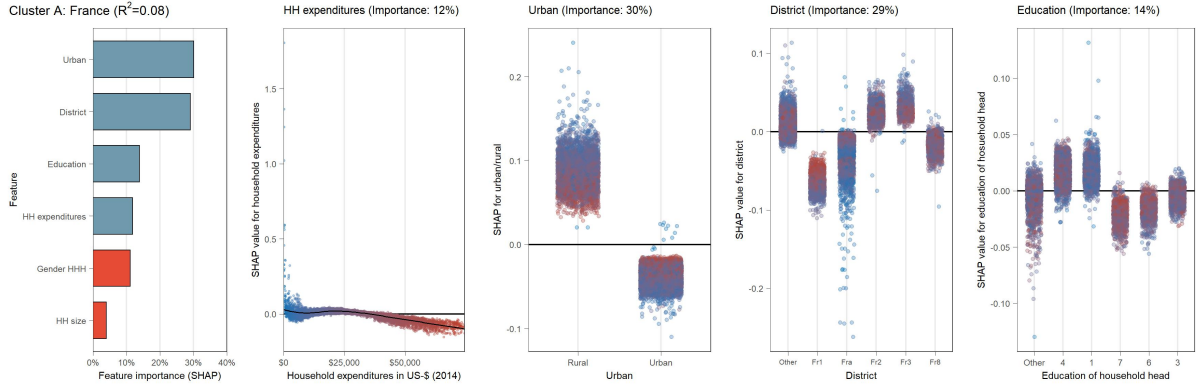 Cluster A: France (R²=0.08)
Feature
Urban
District
Education
HH expenditures
Gender HHH
HH size
0% 10% 20% 30% 40%
Feature importance (SHAP)
HH expenditures (Importance: 12%)
SHAP value for household expenditures
1.5
1.0
0.5
0.0
$0 $25,000 $50,000
Household expenditures in US-$ (2014)
Urban (Importance: 30%)
SHAP for urban/rural
0.2
0.1
0.0
-0.1
Rural Urban
Urban
District (Importance: 29%)
SHAP value for district
0.1
0.0
-0.1
-0.2
Other Fr1 Fra Fr2 Fr3 Fr8
District
Education (Importance: 14%)
SHAP value for education of hosuehold head
0.10
0.05
0.00
-0.05
-0.10
Other 4 1 7 6 3
Education of household head